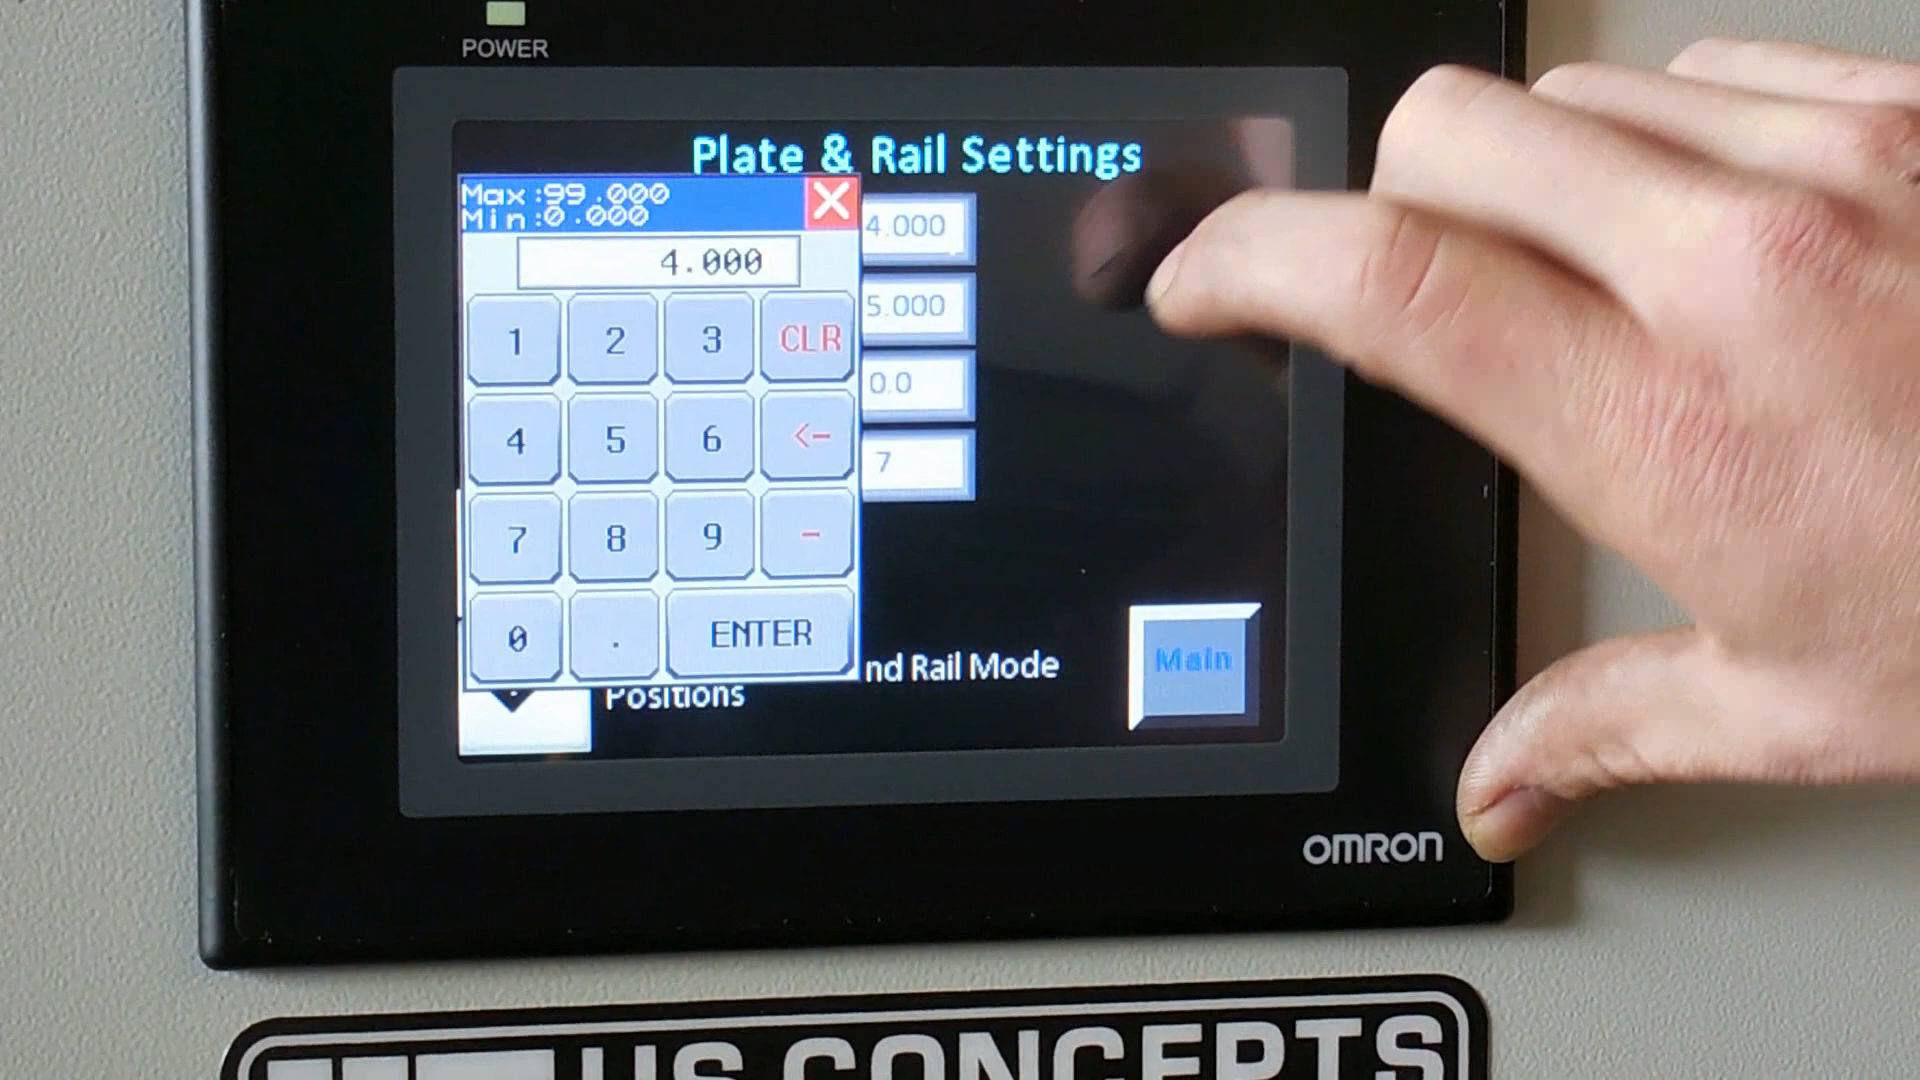 POWER
Plate & Rail Settings
Max:99.000
Min:0.000
X
4.000
4.000
5.000
0.0
7
1 2 3 CLR
4 5 6 <-
7 8 9 -
0 . ENTER
nd Rail Mode
Positions
Main
OMRON
US CONCEPTS